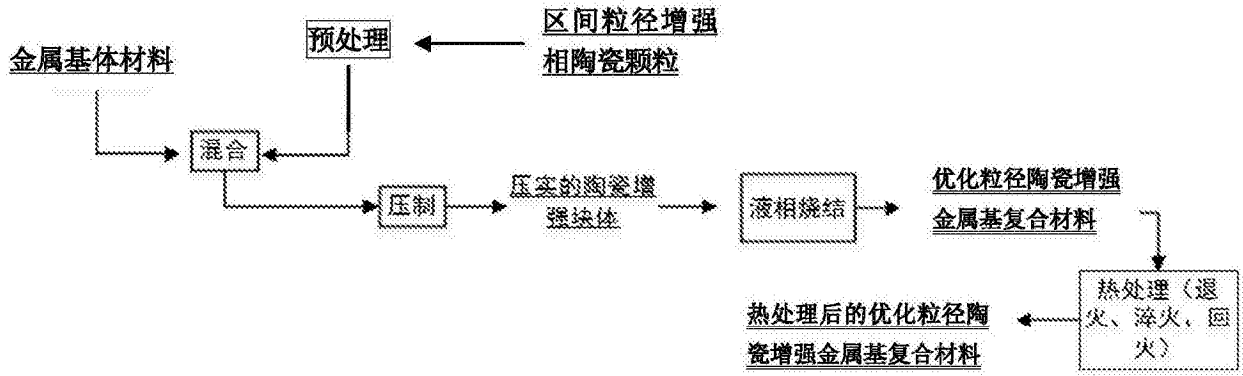 区间粒径增强
相陶瓷颗粒
预处理
金属基体材料
混合
压制
压实的陶瓷增
强块体
液相烧结
优化粒径陶瓷增强
金属基复合材料
热处理（退
火、淬火、回
火）
热处理后的优化粒径陶
瓷增强金属基复合材料